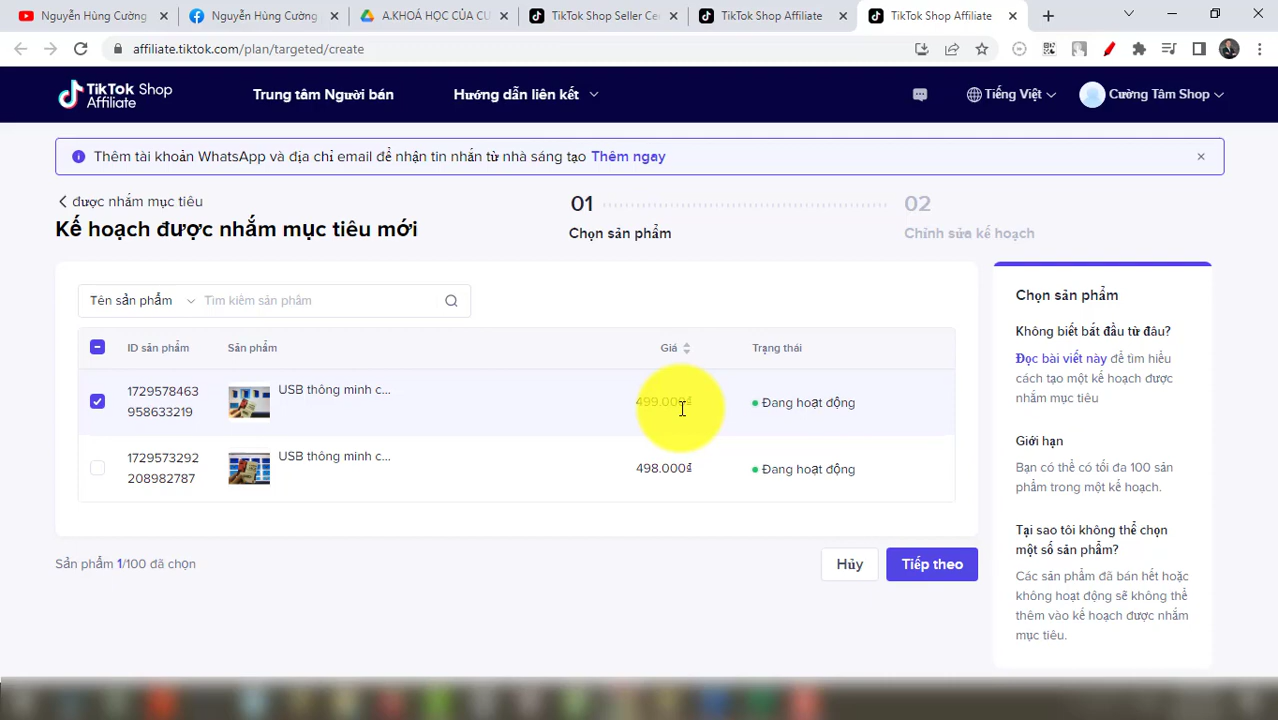 Nguyễn Hùng Cường
Nguyễn Hùng Cường
A.KHOÁ HỌC CỦA CƯ
TikTok Shop Seller Cen
TikTok Shop Affiliate
TikTok Shop Affiliate
affiliate.tiktok.com/plan/targeted/create
TikTok Shop
Affiliate
Trung tâm Người bán
Hướng dẫn liên kết
Tiếng Việt
Cường Tâm Shop
Thêm tài khoản WhatsApp và địa chỉ email để nhận tin nhắn từ nhà sáng tạo Thêm ngay
được nhắm mục tiêu
Kế hoạch được nhắm mục tiêu mới
01
Chọn sản phẩm
02
Chỉnh sửa kế hoạch
Tên sản phẩm
Tìm kiếm sản phẩm
ID sản phẩm
Sản phẩm
Giá
Trạng thái
1729578463
958633219
USB thông minh c...
499.000₫
Đang hoạt động
1729573292
208982787
USB thông minh c...
498.000₫
Đang hoạt động
Sản phẩm 1/100 đã chọn
Hủy
Tiếp theo
Chọn sản phẩm
Không biết bắt đầu từ đâu?
Đọc bài viết này để tìm hiểu
cách tạo một kế hoạch được
nhắm mục tiêu
Giới hạn
Bạn có thể có tối đa 100 sản
phẩm trong một kế hoạch.
Tại sao tôi không thể chọn
một số sản phẩm?
Các sản phẩm đã bán hết hoặc
không hoạt động sẽ không thể
thêm vào kế hoạch được nhắm
mục tiêu.